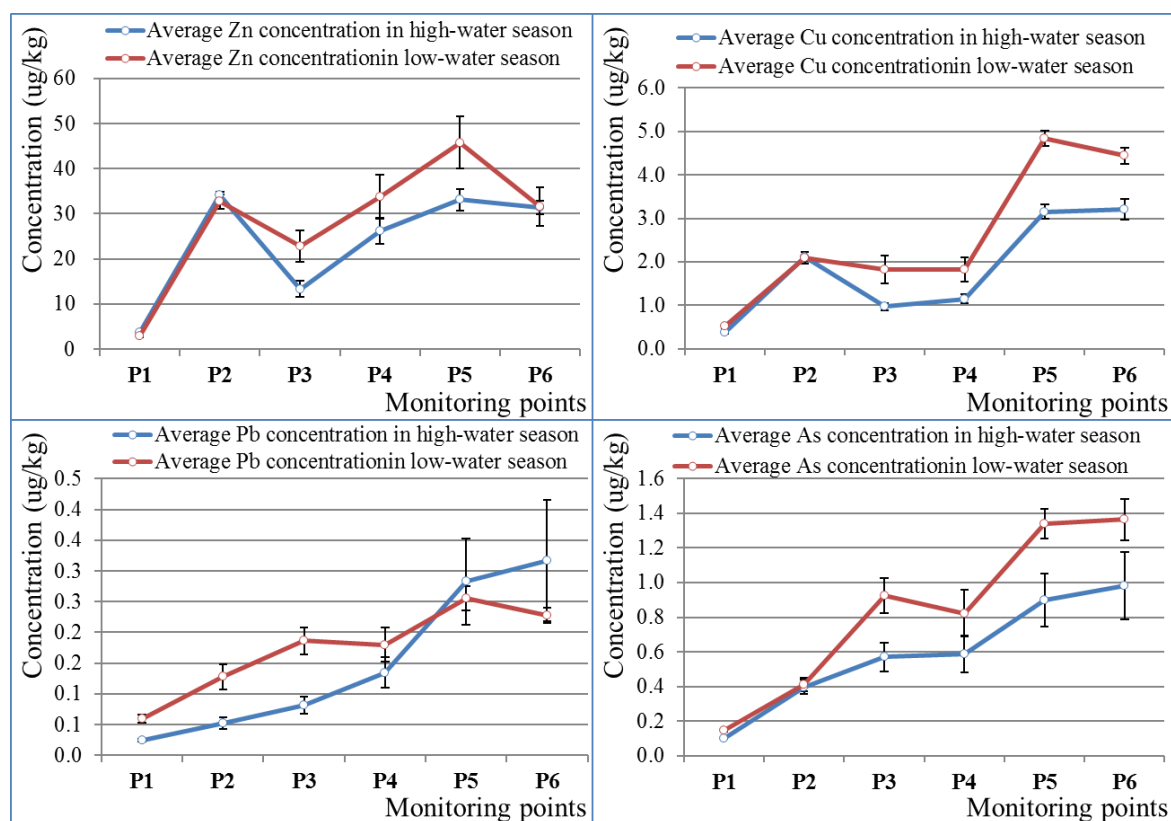 Average Zn concentration in high-water season
Average Zn concentrationin low-water season
Concentration (ug/kg)
60
50
40
30
20
10
0
P1 P2 P3 P4 P5 P6
Monitoring points
Average Cu concentration in high-water season
Average Cu concentrationin low-water season
Concentration (ug/kg)
6.0
5.0
4.0
3.0
2.0
1.0
0.0
P1 P2 P3 P4 P5 P6
Monitoring points
Average Pb concentration in high-water season
Average Pb concentrationin low-water season
Concentration (ug/kg)
0.5
0.4
0.4
0.3
0.3
0.2
0.2
0.1
0.1
0.0
P1 P2 P3 P4 P5 P6
Monitoring points
Average As concentration in high-water season
Average As concentrationin low-water season
Concentration (ug/kg)
1.6
1.4
1.2
1.0
0.8
0.6
0.4
0.2
0.0
P1 P2 P3 P4 P5 P6
Monitoring points